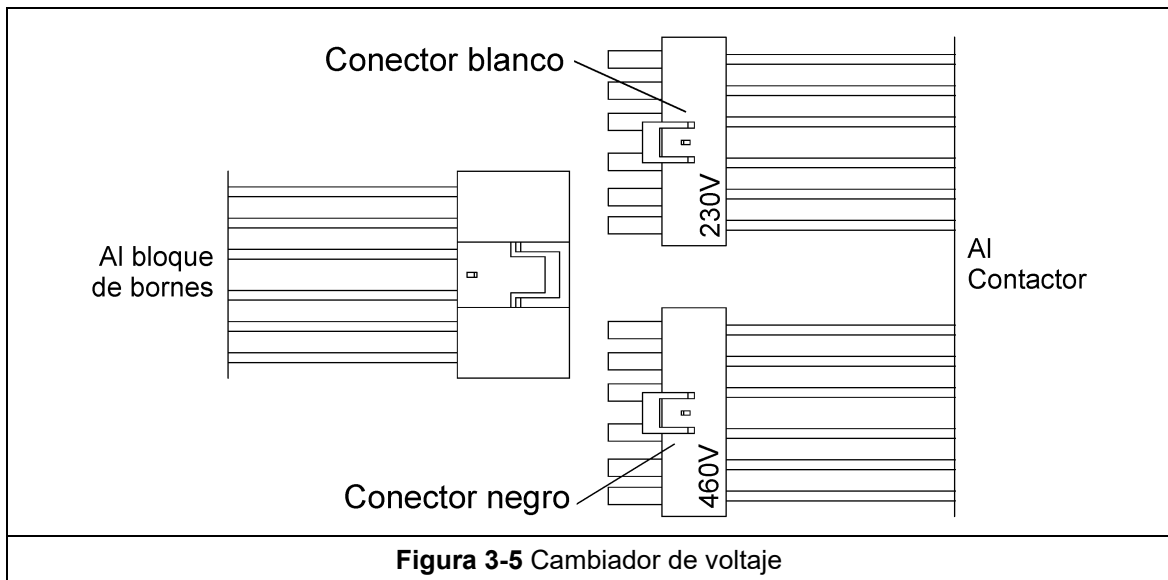 Conector blanco
230V
Al bloque
de bornes
Al
Contactor
460V
Conector negro
Figura 3-5 Cambiador de voltaje